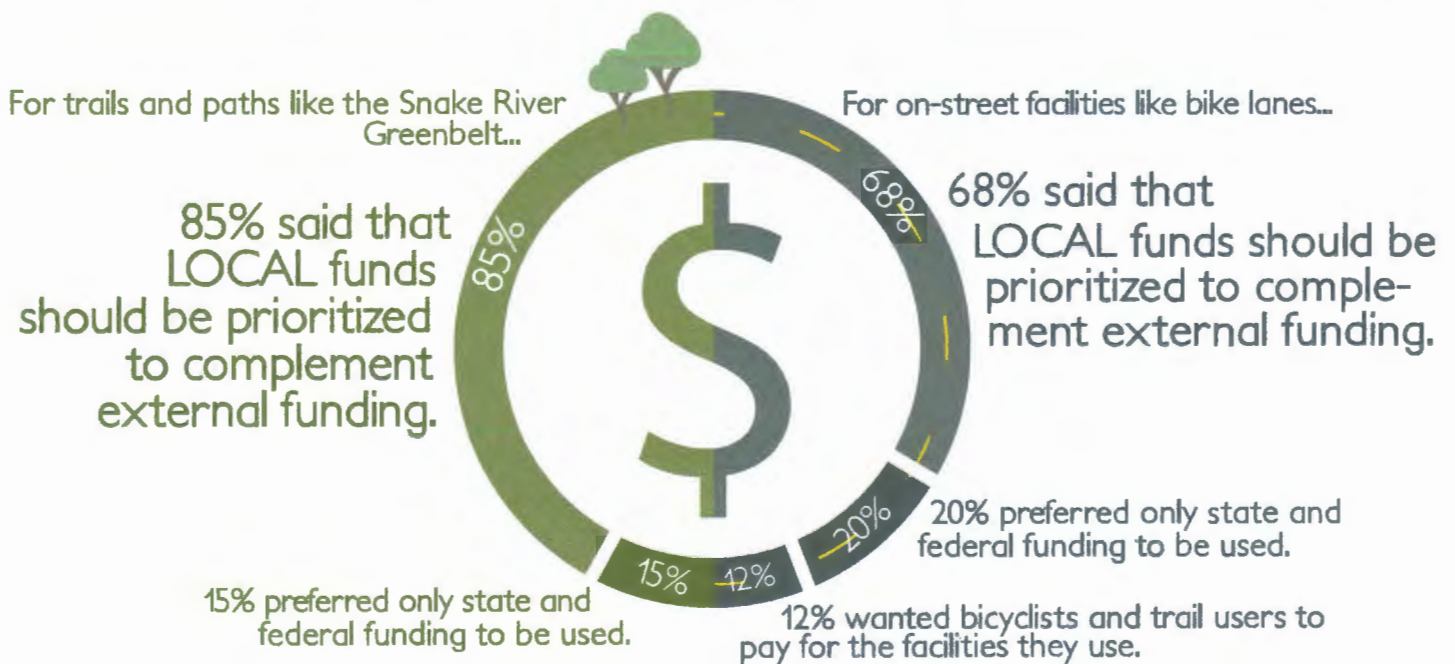 For trails and paths like the Snake River
Greenbelt...
85% said that
LOCAL funds
should be prioritized
to complement
external funding.
85%
15%
15% preferred only state and
federal funding to be used.
For on-street facilities like bike lanes...
68%
68% said that
LOCAL funds should be
prioritized to comple-
ment external funding.
20%
20% preferred only state and
federal funding to be used.
12%
12% wanted bicyclists and trail users to
pay for the facilities they use.
$